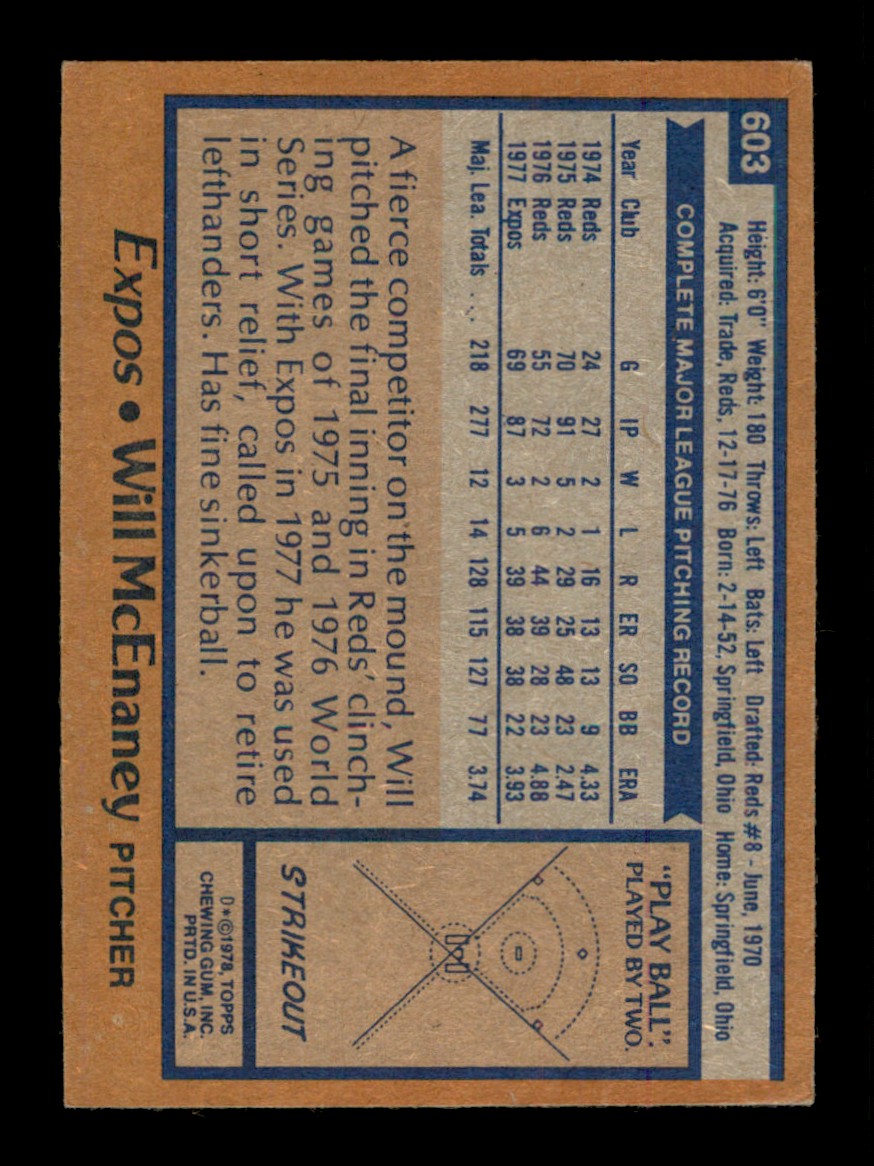 603
Height: 6'0" Weight: 180 Throws: Left Bats: Left Drafted: Reds #8 - June, 1970
Acquired: Trade, Reds, 12-17-76 Born: 2-14-52, Springfield, Ohio Home: Springfield, Ohio
COMPLETE MAJOR LEAGUE PITCHING RECORD
Year Club G IP W L R ER SO BB ERA
1974 Reds 24 27 2 1 16 13 13 9 4.33
1975 Reds 70 91 5 2 29 25 48 23 2.47
1976 Reds 55 72 2 6 44 39 28 23 4.88
1977 Expos 69 87 3 5 39 38 38 22 3.93
Maj. Lea. Totals .... 218 277 12 14 128 115 127 77 3.74
A fierce competitor on the mound, Will
pitched the final inning in Reds' clinch-
ing games of 1975 and 1976 World
Series. With Expos in 1977 he was used
in short relief, called upon to retire
lefthanders. Has fine sinkerball.
"PLAY BALL".
PLAYED BY TWO.
STRIKEOUT
D*©1978, TOPPS
CHEWING GUM, INC.
PRTD. IN U.S.A.
Expos • Will McEnaney PITCHER